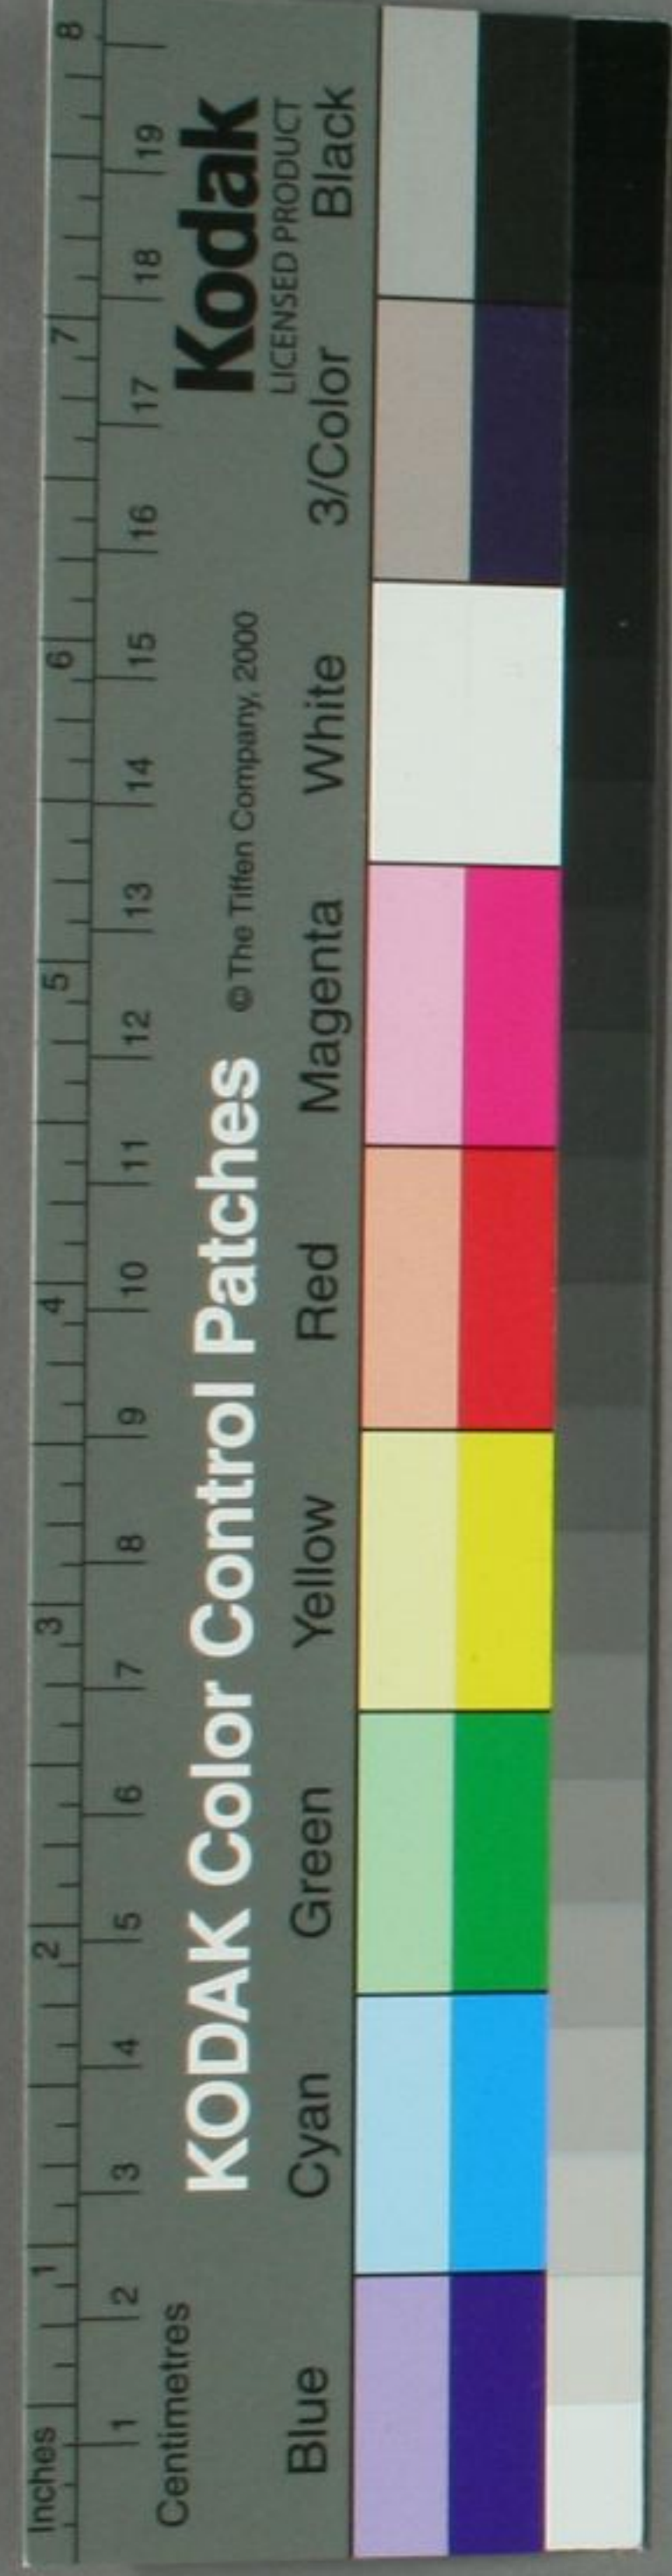 Inches 1 2 3 4 5 6 7 8
1 2 3 4 5 6 7 8 9 10 11 12 13 14 15 16 17 18 19
Centimetres
KODAK Color Control Patches © The Tiffen Company, 2000 Kodak
LICENSED PRODUCT
Blue Cyan Green Yellow Red Magenta White 3/Color Black